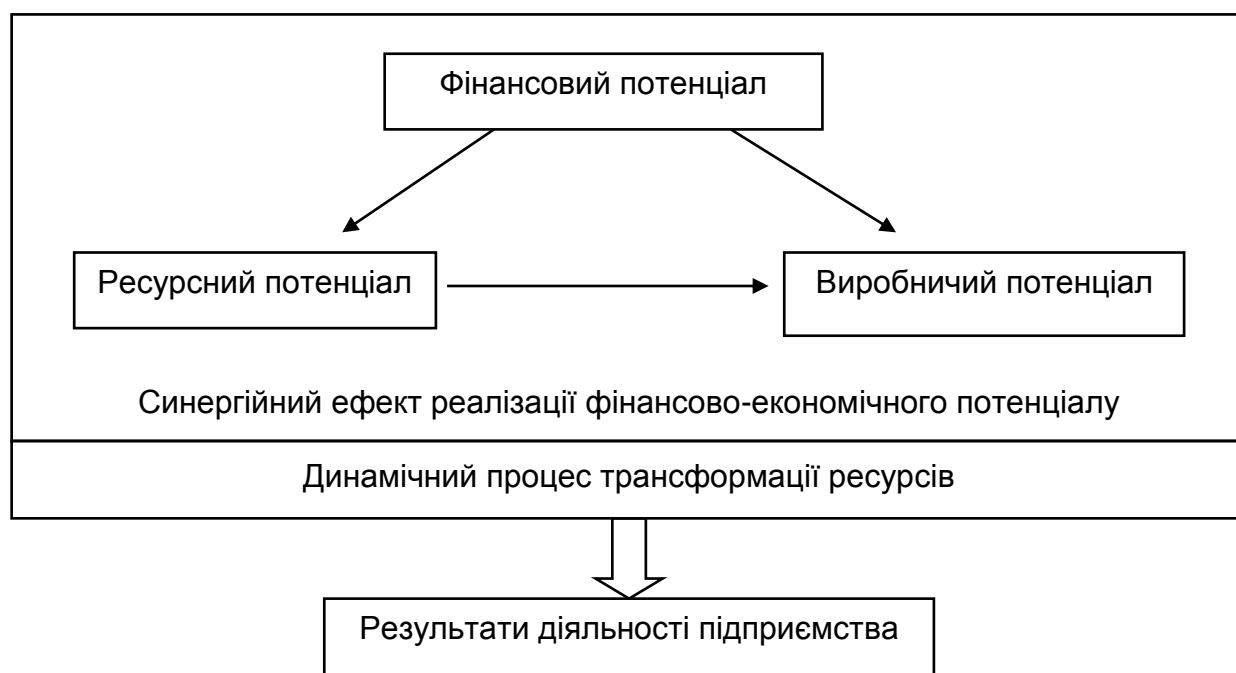 Фінансовий потенціал
Ресурсний потенціал
Виробничий потенціал
Синергійний ефект реалізації фінансово-економічного потенціалу
Динамічний процес трансформації ресурсів
Результати діяльності підприємства